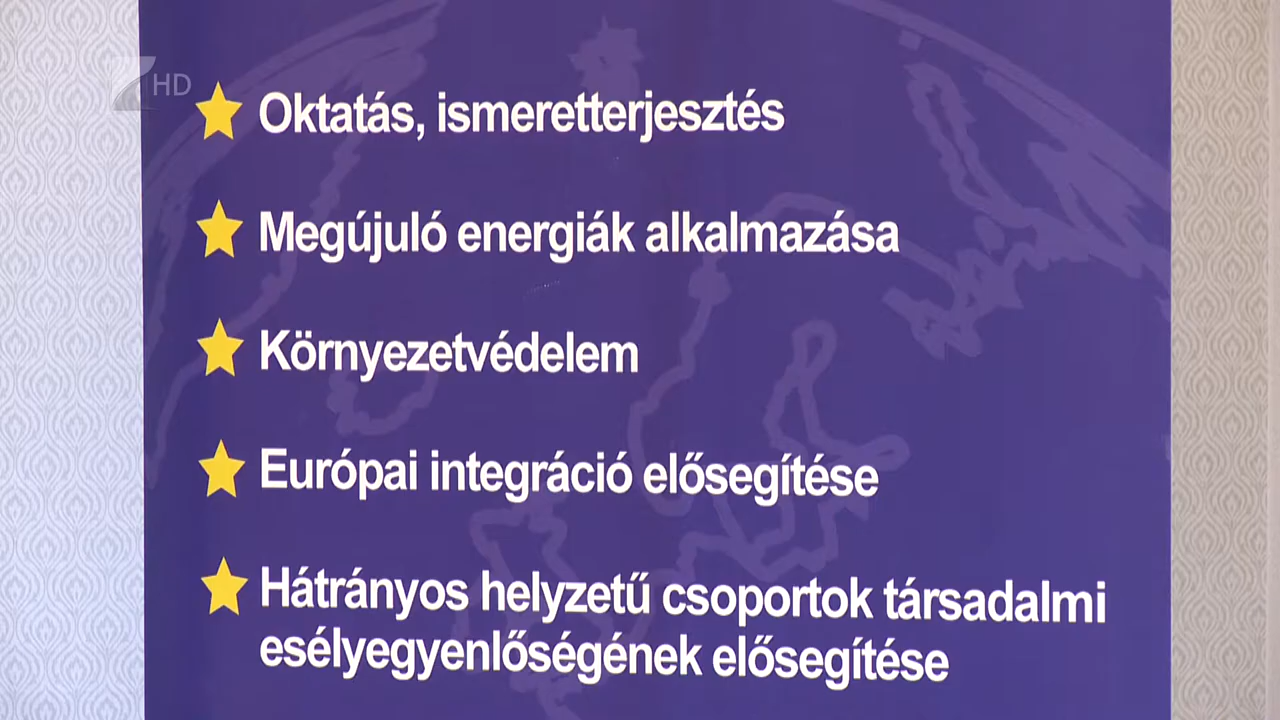 HD
Oktatás, ismeretterjesztés
Megújuló energiák alkalmazása
Környezetvédelem
Európai integráció elősegítése
Hátrányos helyzetű csoportok társadalmi
esélyegyenlőségének elősegítése